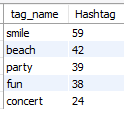 tag_name Hashtag
smile 59
beach 42
party 39
fun 38
concert 24